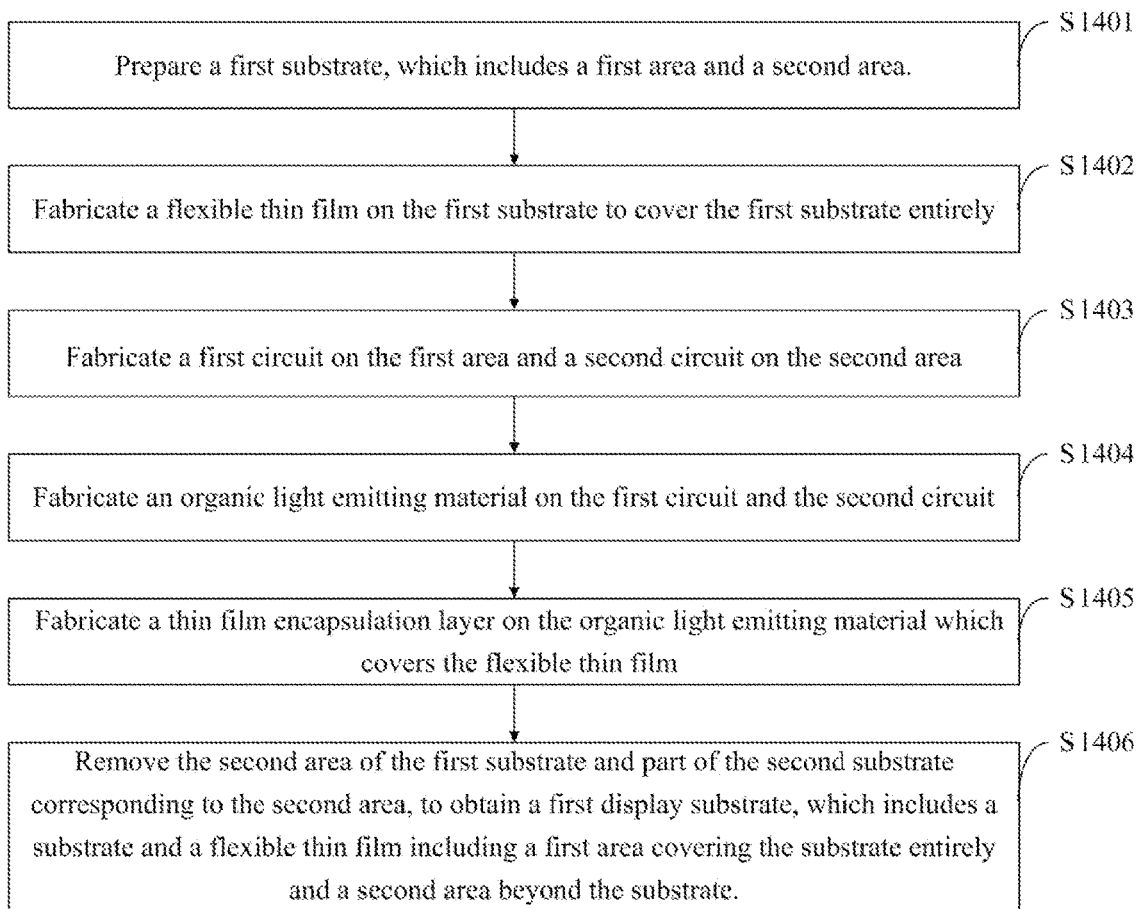 S1401
Prepare a first substrate, which includes a first area and a second area.
S1402
Fabricate a flexible thin film on the first substrate to cover the first substrate entirely
S1403
Fabricate a first circuit on the first area and a second circuit on the second area
S1404
Fabricate an organic light emitting material on the first circuit and the second circuit
S1405
Fabricate a thin film encapsulation layer on the organic light emitting material which
covers the flexible thin film
S1406
Remove the second area of the first substrate and part of the second substrate
corresponding to the second area, to obtain a first display substrate, which includes a
substrate and a flexible thin film including a first area covering the substrate entirely
and a second area beyond the substrate.